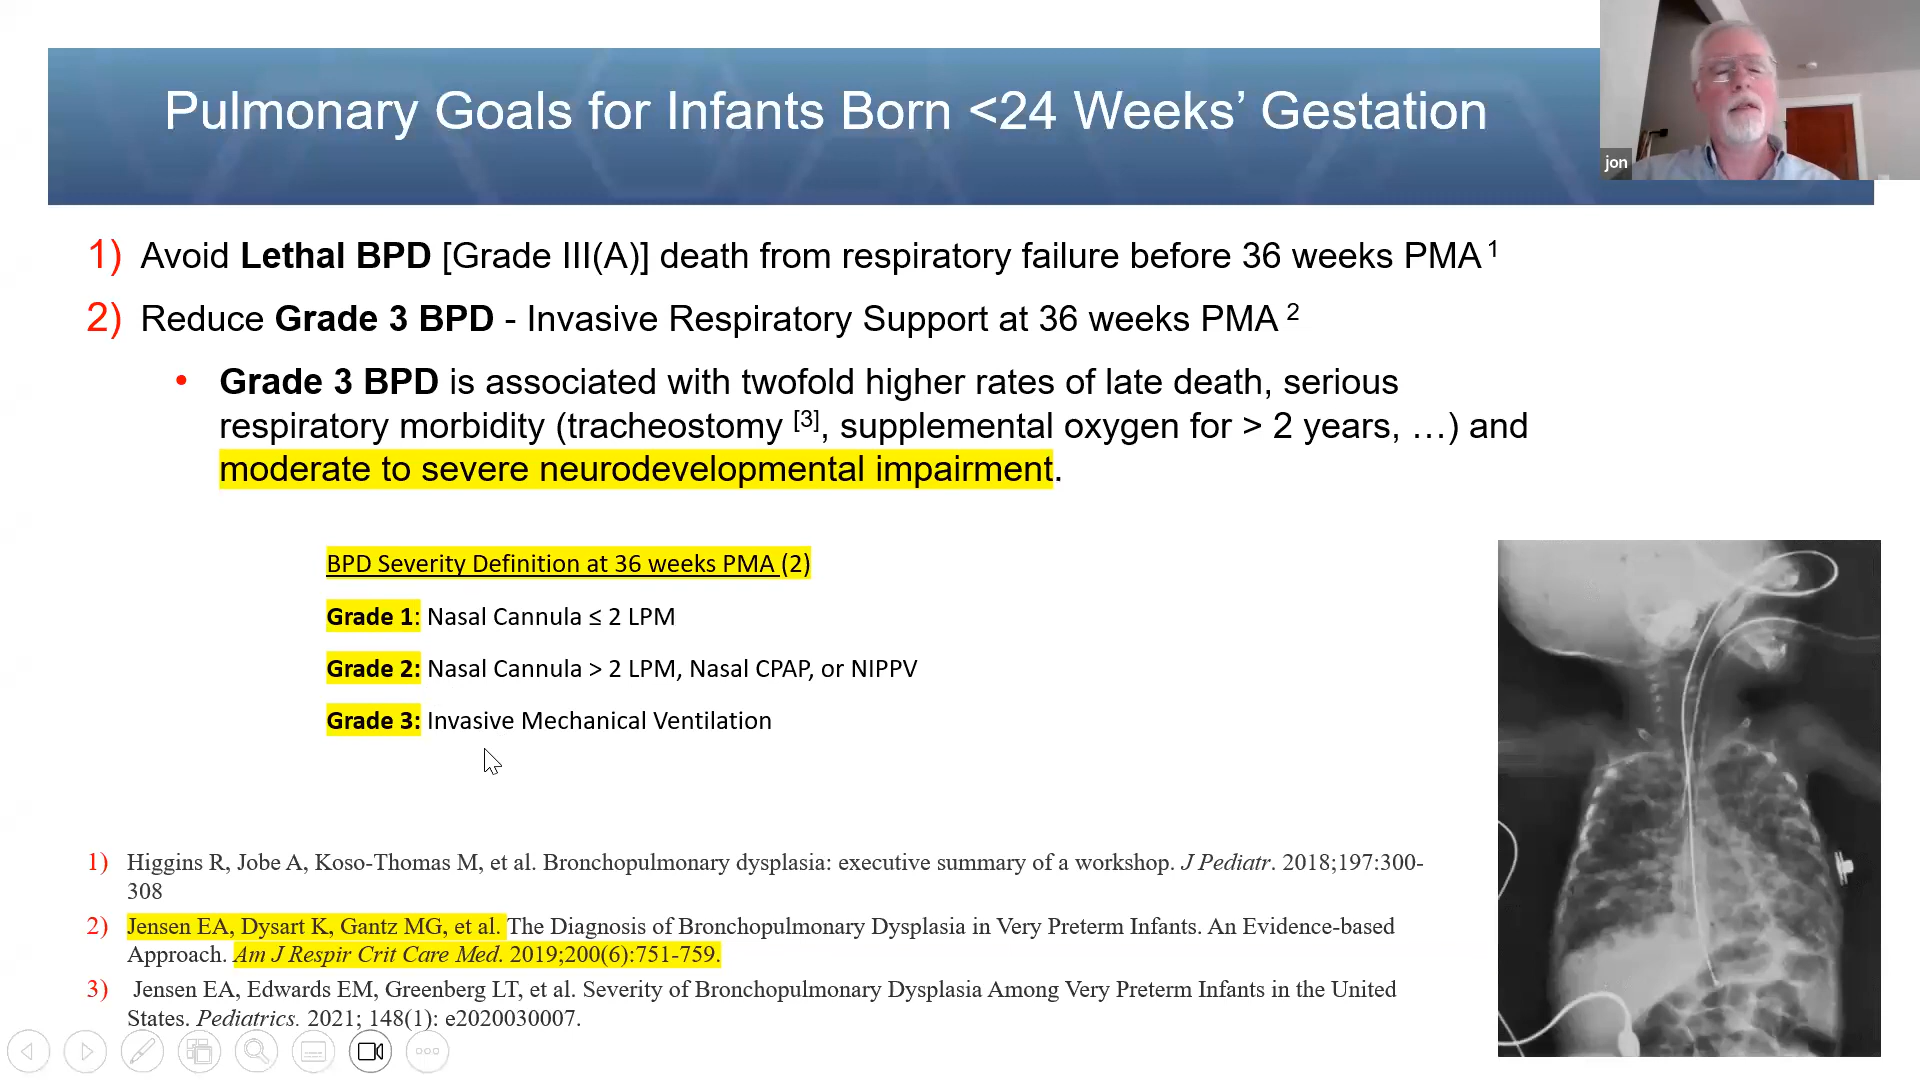 Pulmonary Goals for Infants Born <24 Weeks’ Gestation
jon
1) Avoid Lethal BPD [Grade III(A)] death from respiratory failure before 36 weeks PMA 1
2) Reduce Grade 3 BPD - Invasive Respiratory Support at 36 weeks PMA 2
• Grade 3 BPD is associated with twofold higher rates of late death, serious
respiratory morbidity (tracheostomy [3], supplemental oxygen for > 2 years, …) and
moderate to severe neurodevelopmental impairment.
BPD Severity Definition at 36 weeks PMA (2)
Grade 1: Nasal Cannula ≤ 2 LPM
Grade 2: Nasal Cannula > 2 LPM, Nasal CPAP, or NIPPV
Grade 3: Invasive Mechanical Ventilation
1) Higgins R, Jobe A, Koso-Thomas M, et al. Bronchopulmonary dysplasia: executive summary of a workshop. J Pediatr. 2018;197:300-
308
2) Jensen EA, Dysart K, Gantz MG, et al. The Diagnosis of Bronchopulmonary Dysplasia in Very Preterm Infants. An Evidence-based
Approach. Am J Respir Crit Care Med. 2019;200(6):751-759.
3) Jensen EA, Edwards EM, Greenberg LT, et al. Severity of Bronchopulmonary Dysplasia Among Very Preterm Infants in the United
States. Pediatrics. 2021; 148(1): e2020030007.